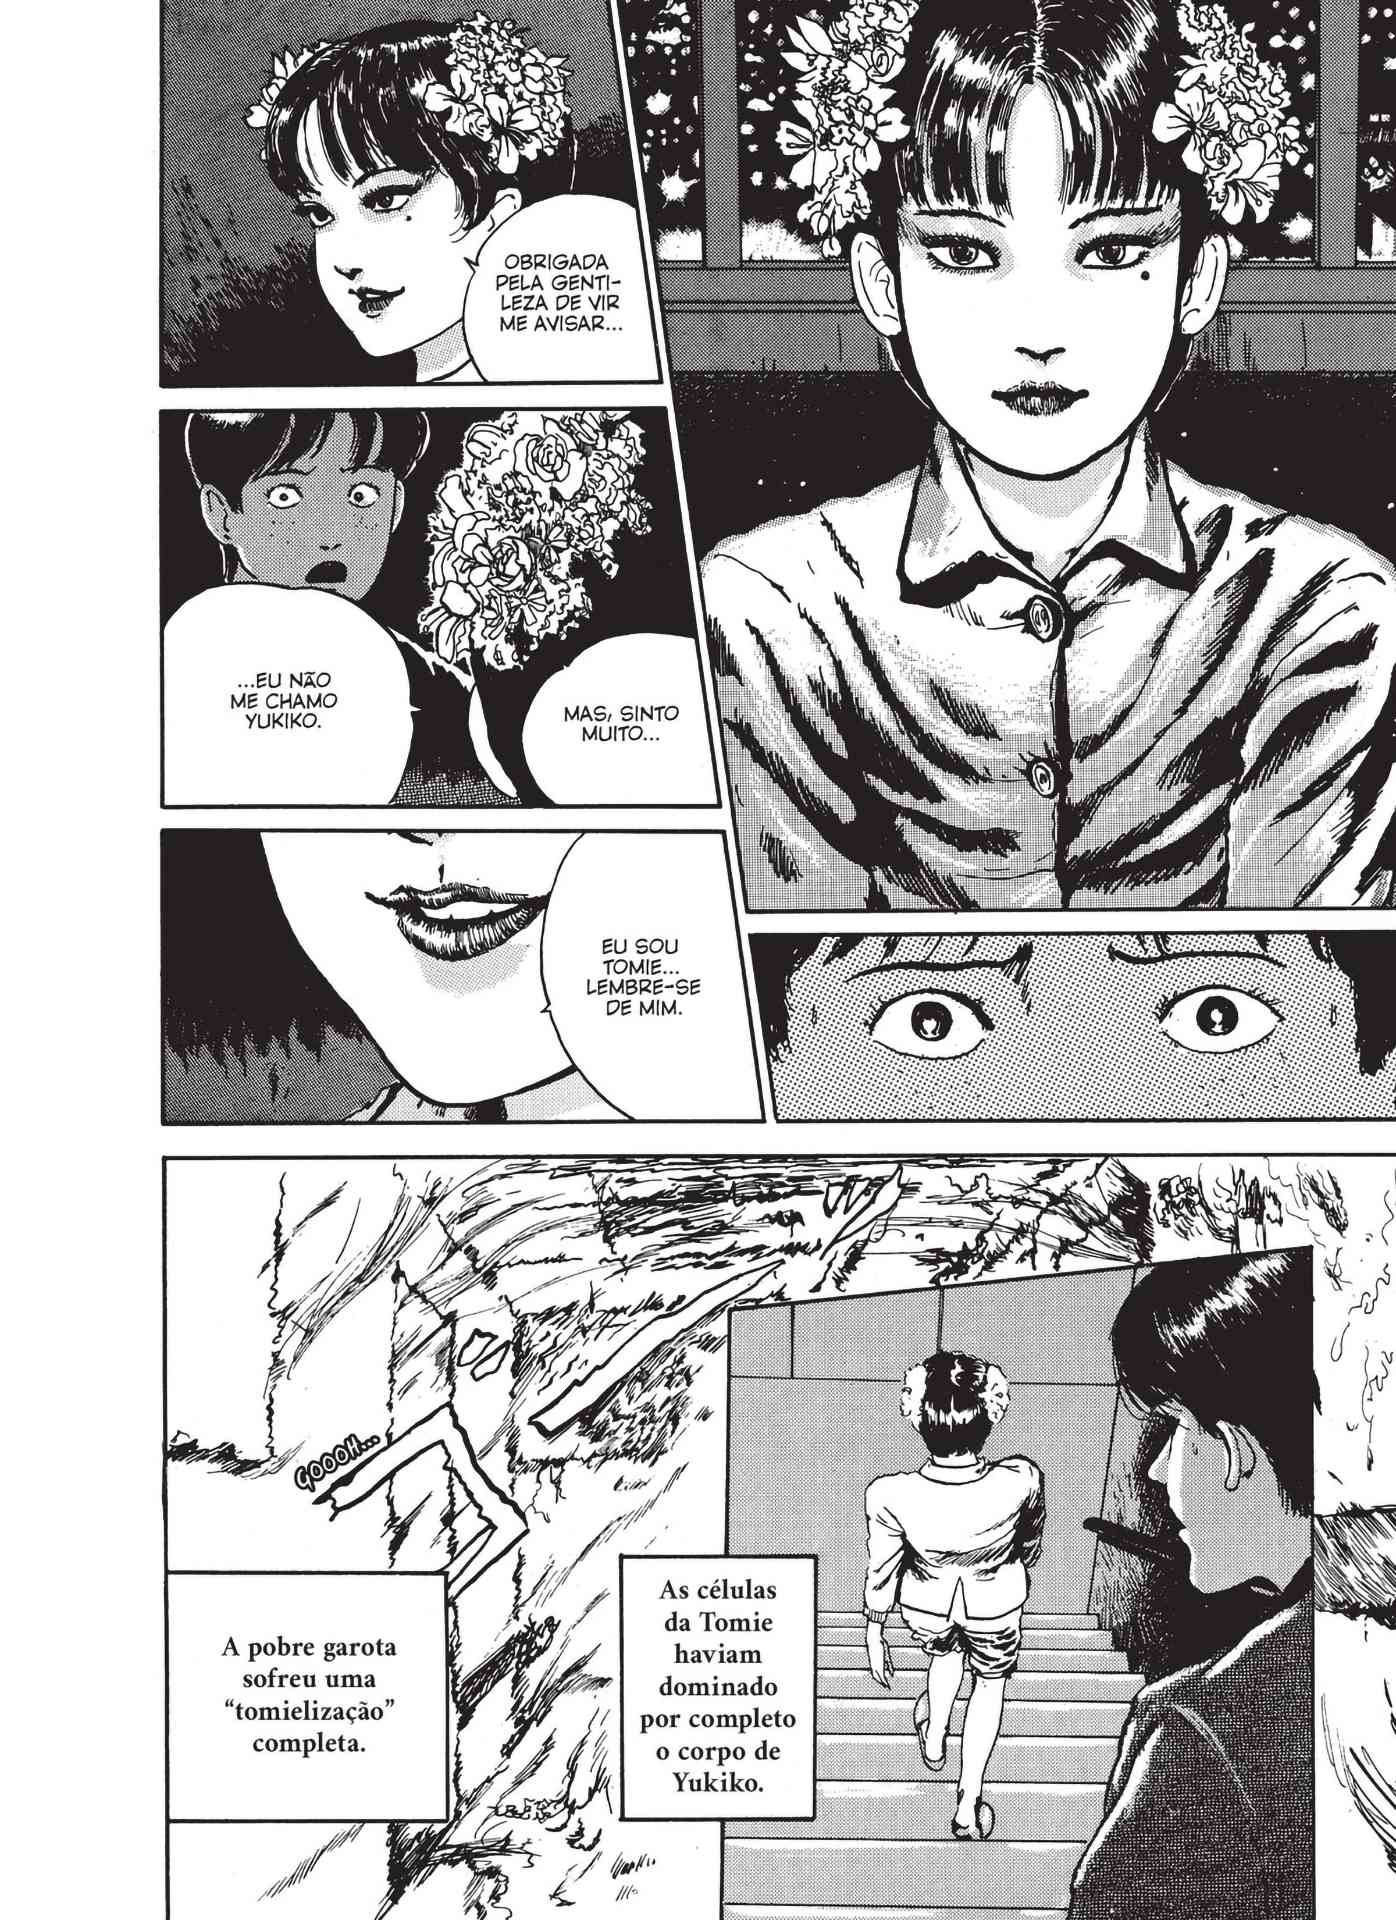 OBRIGADA
PELA GENTI-
LEZA DE VIR
ME AVISAR...
MAS, SINTO
MUITO...
...EU NÃO
ME CHAMO
YUKIKO.
EU SOU
TOMIE...
LEMBRE-SE
DE MIM.
GOOOH...
As células
da Tomie
haviam
dominado
por completo
o corpo de
Yukiko.
A pobre garota
sofreu uma
“tomielização”
completa.